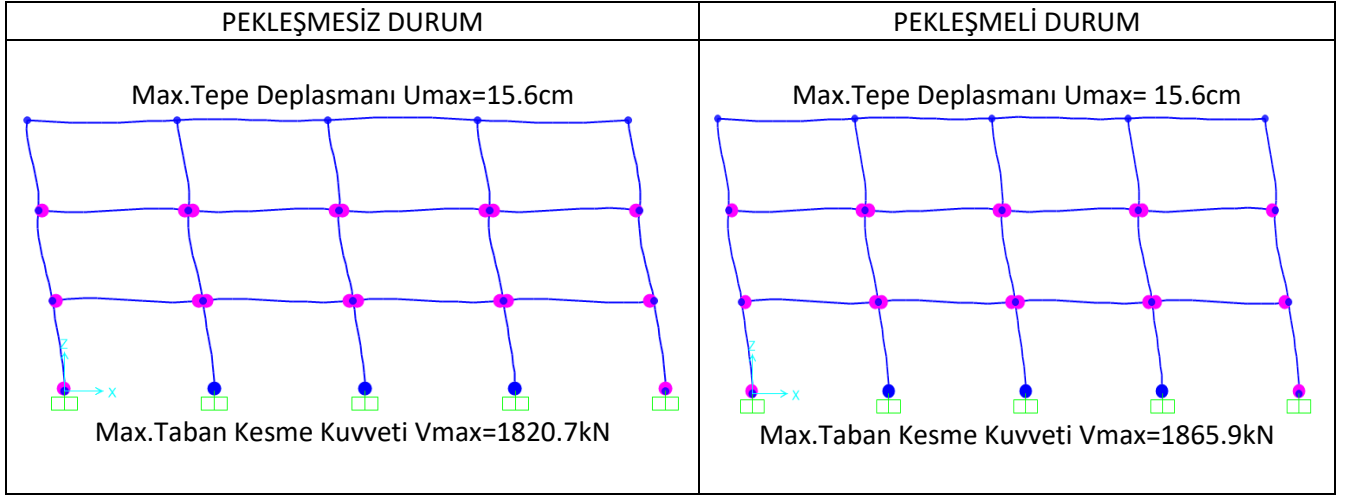 PEKLEŞMESİZ DURUM
PEKLEŞMELİ DURUM
Max.Tepe Deplasmanı Umax=15.6cm
Z
X
Max.Taban Kesme Kuvveti Vmax=1820.7kN
Max.Tepe Deplasmanı Umax= 15.6cm
Z
X
Max.Taban Kesme Kuvveti Vmax=1865.9kN